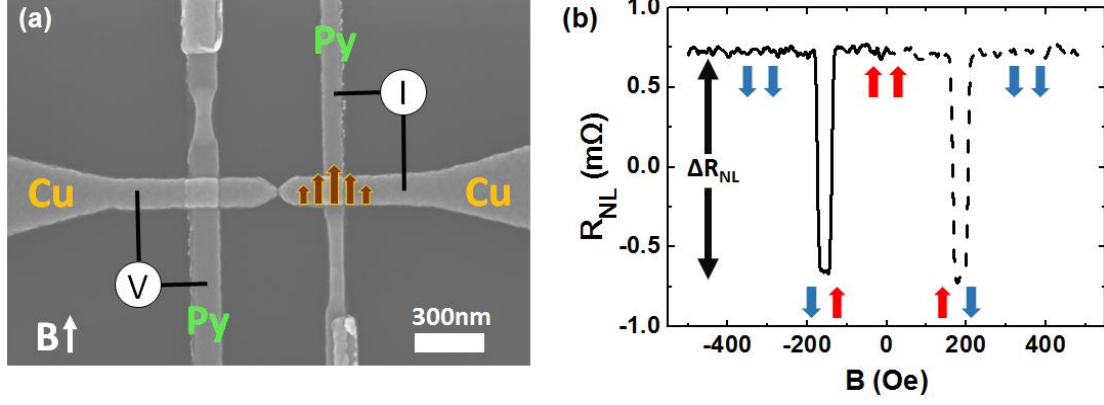 (a)
Py
I
Cu
Cu
V
Py
B
300nm
(b)
1.0
0.5
0.0
-0.5
-1.0
R_NL (mΩ)
ΔR_NL
-400 -200 0 200 400
B (Oe)